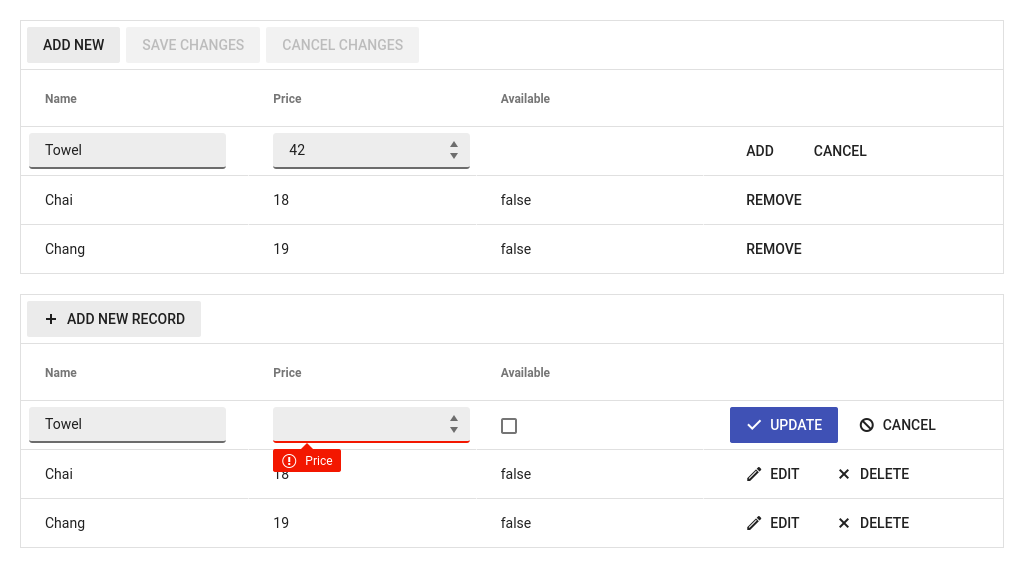 ADD NEW SAVE CHANGES CANCEL CHANGES
Name Price Available
Towel 42 ADD CANCEL
Chai 18 false REMOVE
Chang 19 false REMOVE
ADD NEW RECORD
Name Price Available
Towel UPDATE CANCEL
Price
Chai 18 false EDIT DELETE
Chang 19 false EDIT DELETE